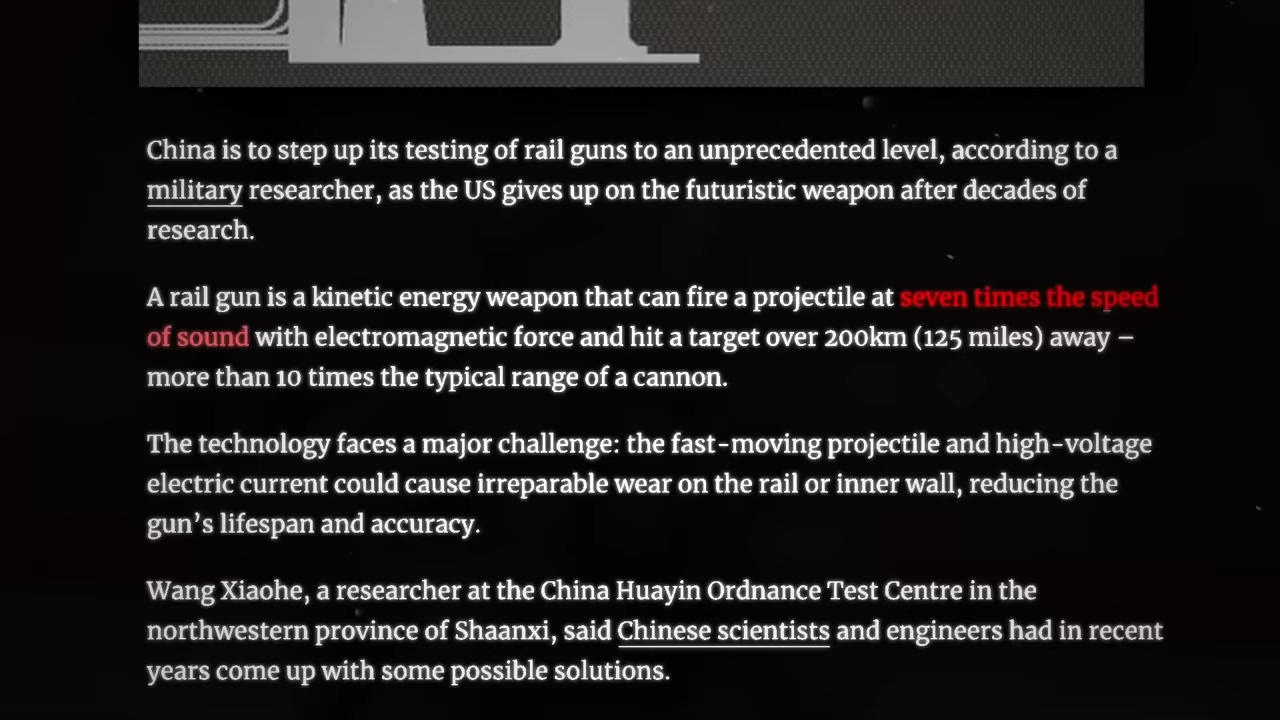 China is to step up its testing of rail guns to an unprecedented level, according to a
military researcher, as the US gives up on the futuristic weapon after decades of
research.
A rail gun is a kinetic energy weapon that can fire a projectile at seven times the speed
of sound with electromagnetic force and hit a target over 200km (125 miles) away –
more than 10 times the typical range of a cannon.
The technology faces a major challenge: the fast-moving projectile and high-voltage
electric current could cause irreparable wear on the rail or inner wall, reducing the
gun’s lifespan and accuracy.
Wang Xiaohe, a researcher at the China Huayin Ordnance Test Centre in the
northwestern province of Shaanxi, said Chinese scientists and engineers had in recent
years come up with some possible solutions.